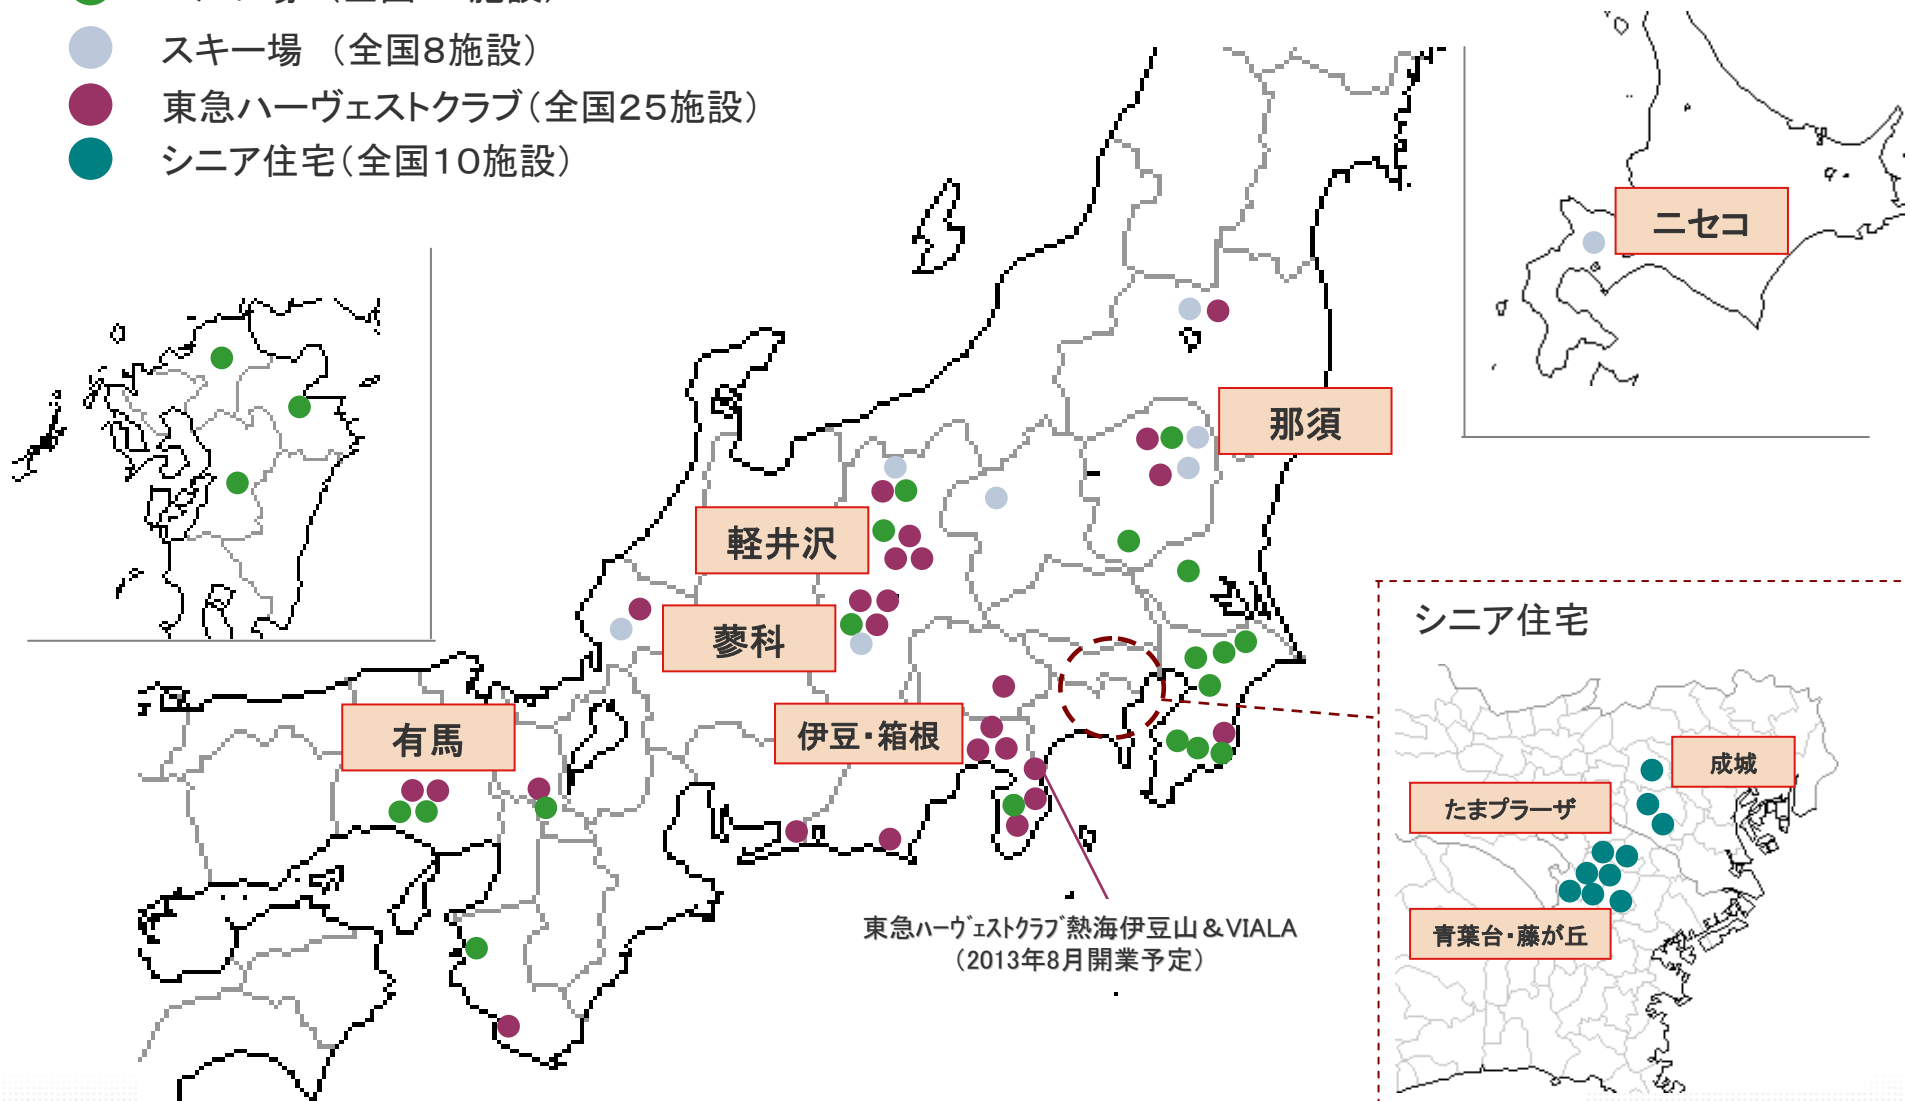 スキー場 （全国８施設）
東急ハーヴェストクラブ（全国２５施設）
シニア住宅（全国１０施設）
ニセコ
那須
軽井沢
蓼科
有馬
伊豆・箱根
東急ﾊｰｳﾞｪｽﾄｸﾗﾌﾞ熱海伊豆山＆VIALA
（2013年8月開業予定）
シニア住宅
成城
たまプラーザ
青葉台・藤が丘